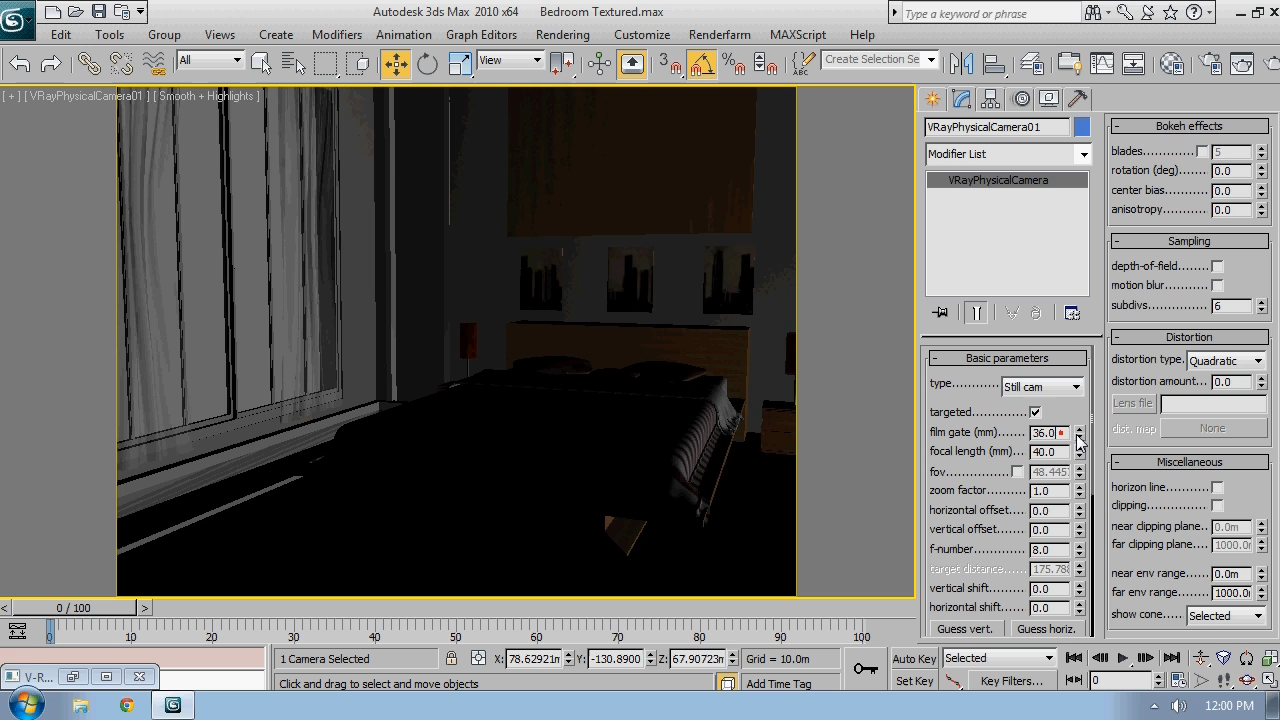 Autodesk 3ds Max 2010 x64 Bedroom Textured.max
Type a keyword or phrase
Edit Tools Group Views Create Modifiers Animation Graph Editors Rendering Customize Renderfarm MAXScript Help
All View 3 ABC Create Selection Se
[ + ] [ VRayPhysicalCamera01 ] [ Smooth + Highlights ]
VRayPhysicalCamera01
Modifier List
VRayPhysicalCamera
- Basic parameters
type........... Still cam
targeted.............
film gate (mm)...... 36.0
focal length (mm)... 40.0
fov................ 48.445
zoom factor........ 1.0
horizontal offset.... 0.0
vertical offset...... 0.0
f-number............ 8.0
target distance.... 175.788
vertical shift........ 0.0
horizontal shift.... 0.0
Guess vert. Guess horiz.
- Bokeh effects
blades............. 5
rotation (deg)..... 0.0
center bias......... 0.0
anisotropy.......... 0.0
- Sampling
depth-of-field.......
motion blur..........
subdivs.............. 6
- Distortion
distortion type. Quadratic
distortion amount... 0.0
Lens file
dist. map None
- Miscellaneous
horizon line..........
clipping...............
near clipping plane.. 0.0m
far clipping plane.... 1000.0
near env range...... 0.0m
far env range........ 1000.0
show cone... Selected
< 0 / 100 >
0 10 20 30 40 50 60 70 80 90 100
1 Camera Selected X: 78.62921m Y: -130.8900 Z: 67.90723m Grid = 10.0m
Auto Key Selected
V-R...
Click and drag to select and move objects Add Time Tag
Set Key Key Filters... 0
12:00 PM